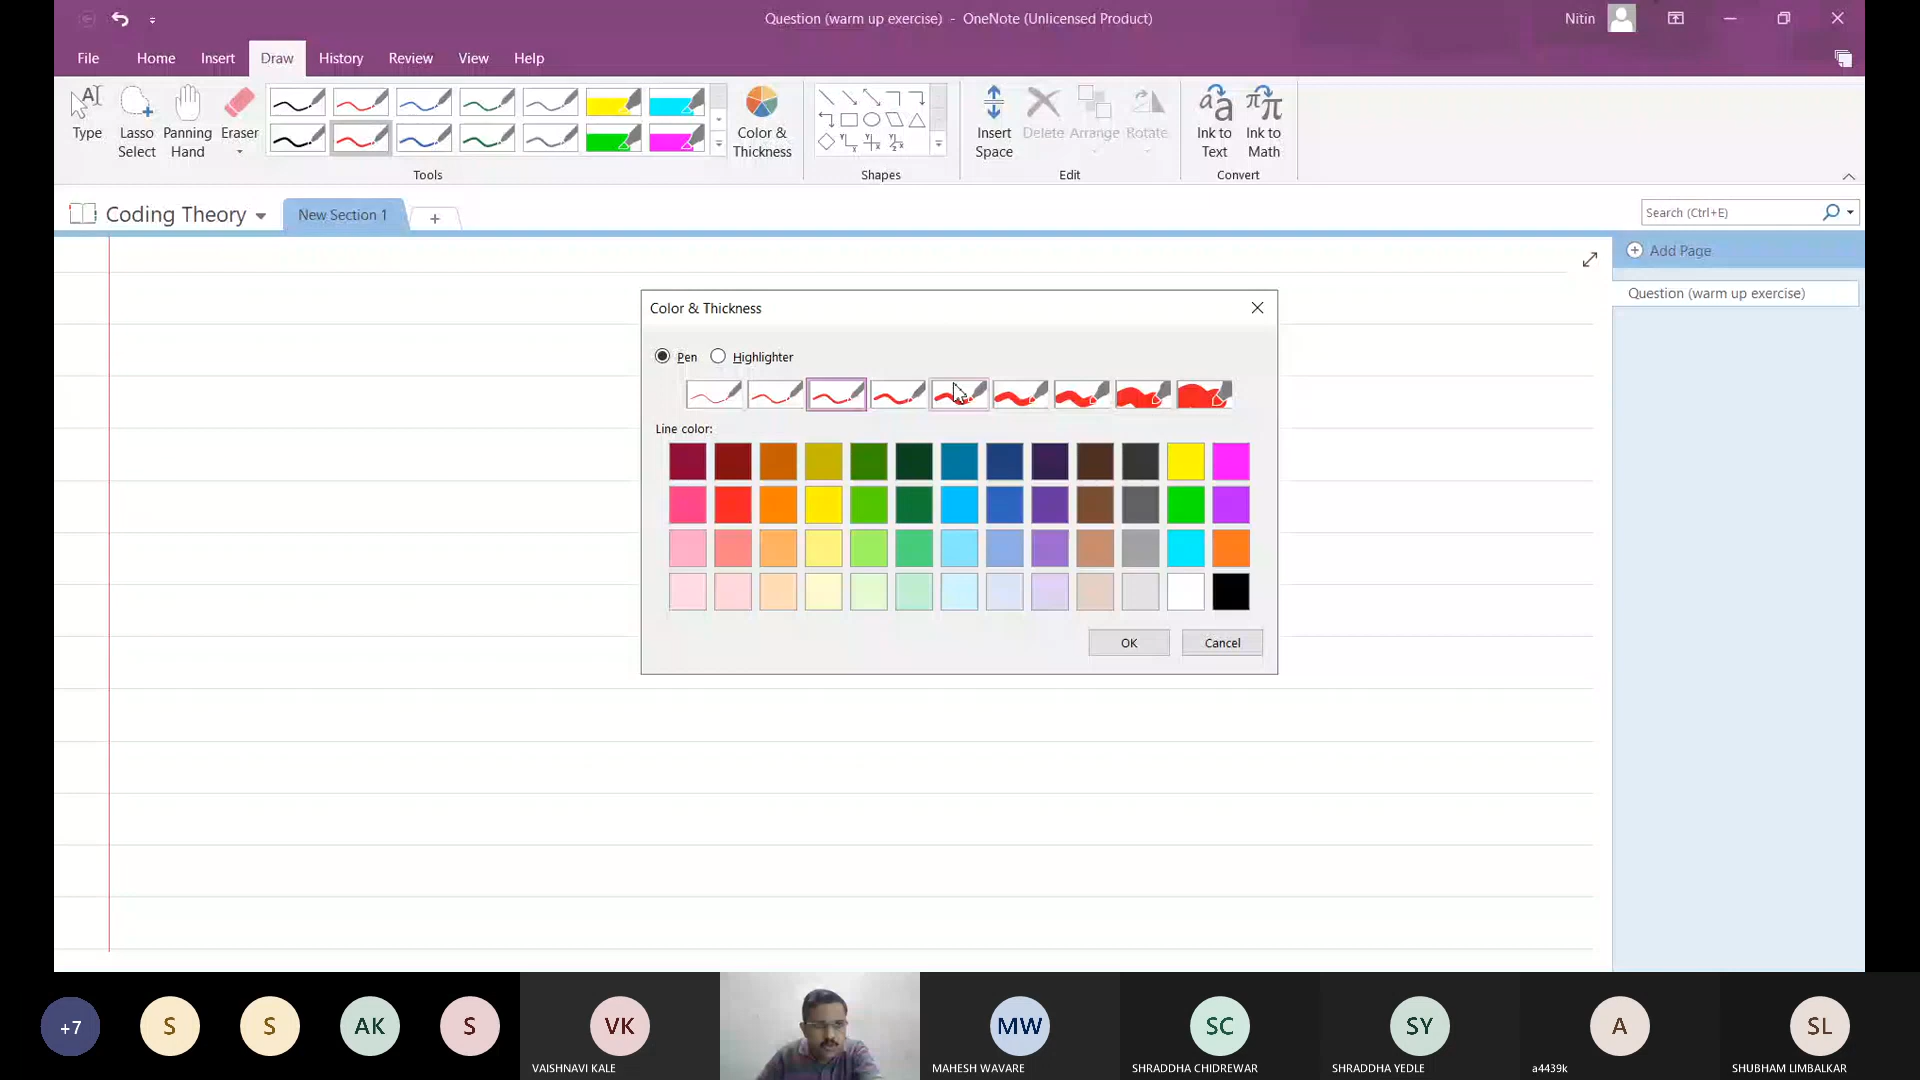 Question (warm up exercise) - OneNote (Unlicensed Product)
Nitin
File Home Insert Draw History Review View Help
Type
Lasso Select
Panning Hand
Eraser
Color & Thickness
Insert Space
Delete
Arrange
Rotate
Ink to Text
Ink to Math
Tools
Shapes
Edit
Convert
Coding Theory
New Section 1
Search (Ctrl+E)
Add Page
Question (warm up exercise)
Color & Thickness
Pen Highlighter
Line color:
OK Cancel
+7 S S AK S VK MW SC SY A SL
VAISHNAVI KALE MAHESH WAVARE SHRADDHA CHIDREWAR SHRADDHA YEDLE a4439k SHUBHAM LIMBALKAR